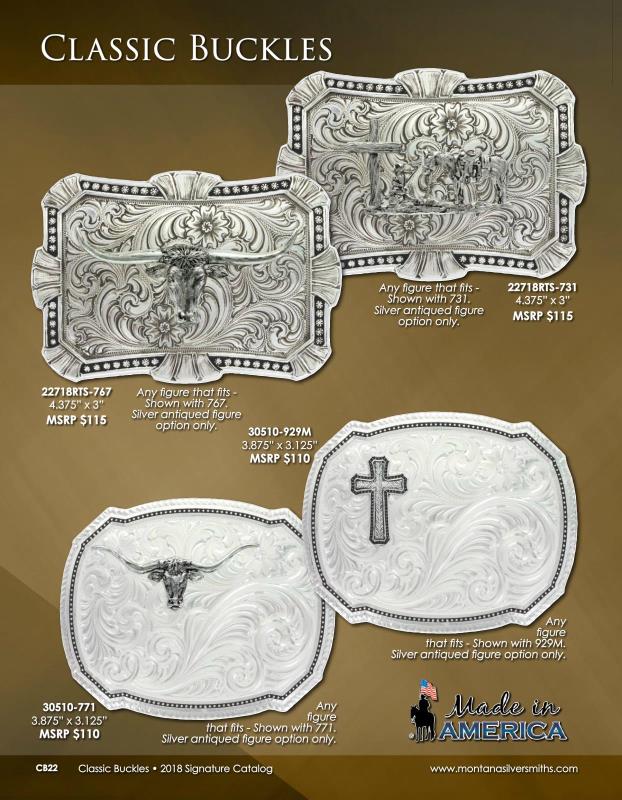 CLASSIC BUCKLES
Any figure that fits -
Shown with 731.
Silver antiqued figure
option only.
22718RTS-731
4.375" x 3"
MSRP $115
22718RTS-767
4.375" x 3"
MSRP $115
Any figure that fits -
Shown with 767.
Silver antiqued figure
option only.
30510-929M
3.875" x 3.125"
MSRP $110
Any
figure
that fits - Shown with 929M.
Silver antiqued figure option only.
30510-771
3.875" x 3.125"
MSRP $110
Any
figure
that fits - Shown with 771.
Silver antiqued figure option only.
Made in
AMERICA
CB22 Classic Buckles • 2018 Signature Catalog www.montanasilversmiths.com